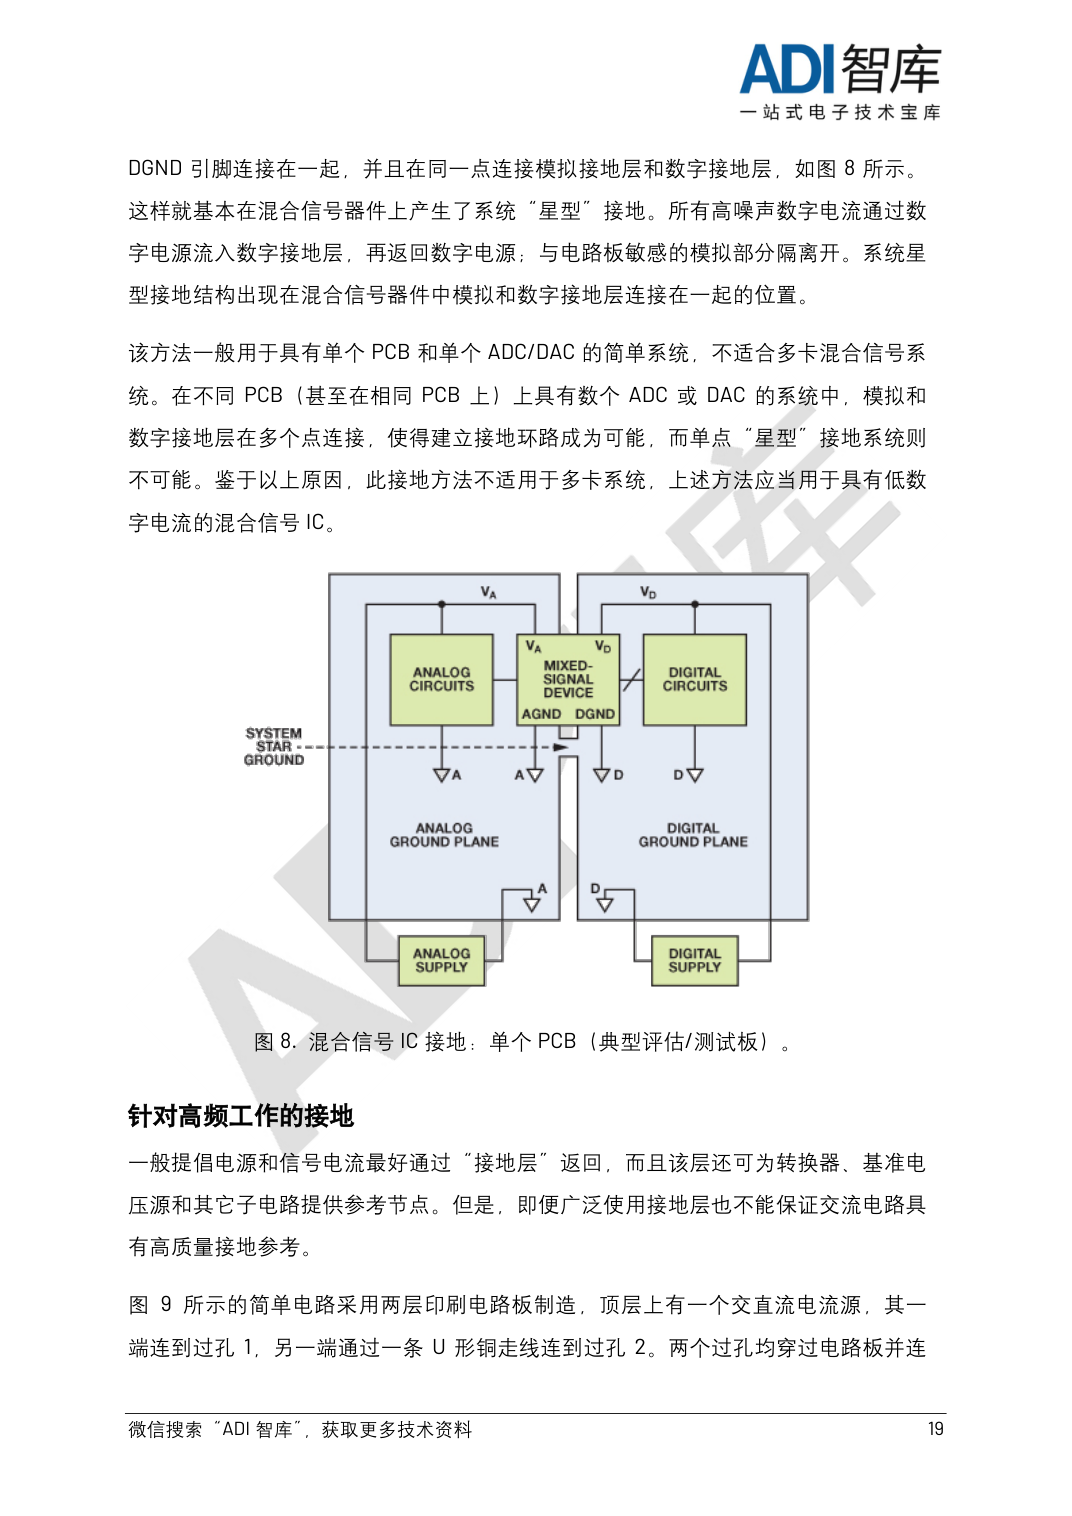 ADI智库
一站式电子技术宝库
DGND 引脚连接在一起，并且在同一点连接模拟接地层和数字接地层，如图 8 所示。
这样就基本在混合信号器件上产生了系统“星型”接地。所有高噪声数字电流通过数
字电源流入数字接地层，再返回数字电源；与电路板敏感的模拟部分隔离开。系统星
型接地结构出现在混合信号器件中模拟和数字接地层连接在一起的位置。
该方法一般用于具有单个 PCB 和单个 ADC/DAC 的简单系统，不适合多卡混合信号系
统。在不同 PCB（甚至在相同 PCB 上）上具有数个 ADC 或 DAC 的系统中，模拟和
数字接地层在多个点连接，使得建立接地环路成为可能，而单点“星型”接地系统则
不可能。鉴于以上原因，此接地方法不适用于多卡系统，上述方法应当用于具有低数
字电流的混合信号 IC。
VA
VD
ANALOG
CIRCUITS
VA VD
MIXED-
SIGNAL
DEVICE
AGND DGND
DIGITAL
CIRCUITS
SYSTEM
STAR
GROUND
A
A
D
D
ANALOG
GROUND PLANE
DIGITAL
GROUND PLANE
A
D
ANALOG
SUPPLY
DIGITAL
SUPPLY
图 8. 混合信号 IC 接地：单个 PCB（典型评估/测试板）。
针对高频工作的接地
一般提倡电源和信号电流最好通过“接地层”返回，而且该层还可为转换器、基准电
压源和其它子电路提供参考节点。但是，即便广泛使用接地层也不能保证交流电路具
有高质量接地参考。
图 9 所示的简单电路采用两层印刷电路板制造，顶层上有一个交直流电流源，其一
端连到过孔 1，另一端通过一条 U 形铜走线连到过孔 2。两个过孔均穿过电路板并连
微信搜索“ADI 智库”，获取更多技术资料
19